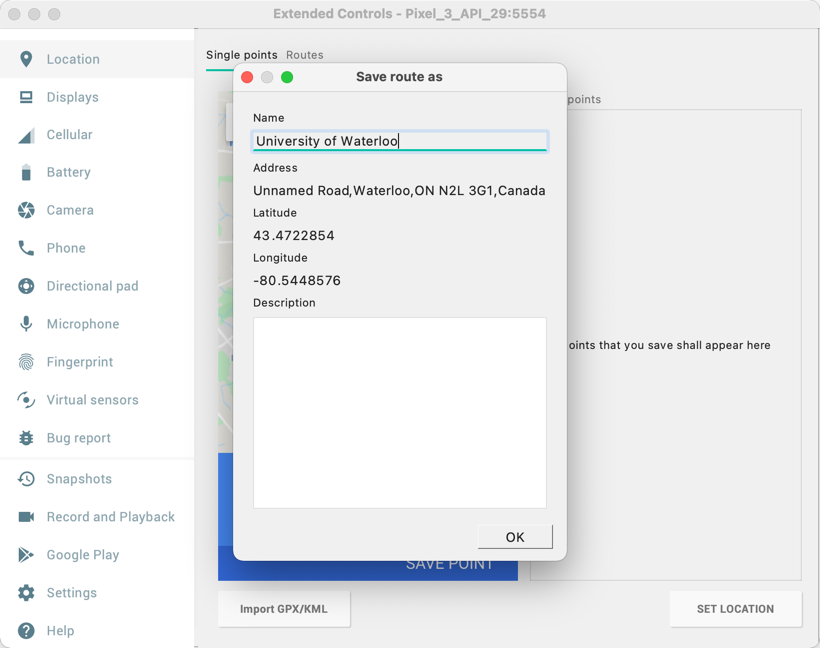 Extended Controls - Pixel_3_API_29:5554
Location
Displays
Cellular
Battery
Camera
Phone
Directional pad
Microphone
Fingerprint
Virtual sensors
Bug report
Snapshots
Record and Playback
Google Play
Settings
Help
Single points Routes
points
oints that you save shall appear here
Save route as
Name
University of Waterloo
Address
Unnamed Road,Waterloo,ON N2L 3G1,Canada
Latitude
43.4722854
Longitude
-80.5448576
Description
OK
SAVE POINT
Import GPX/KML
SET LOCATION